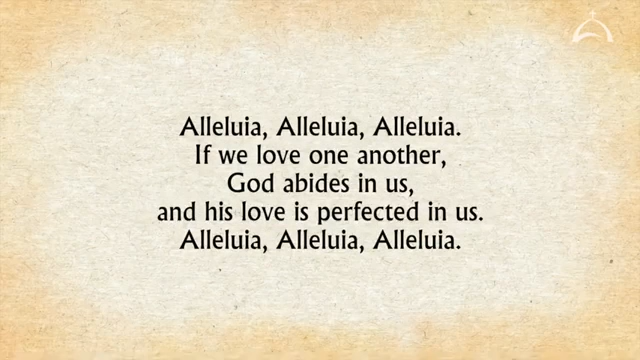 Alleluia, Alleluia, Alleluia.
If we love one another,
God abides in us,
and his love is perfected in us.
Alleluia, Alleluia, Alleluia.